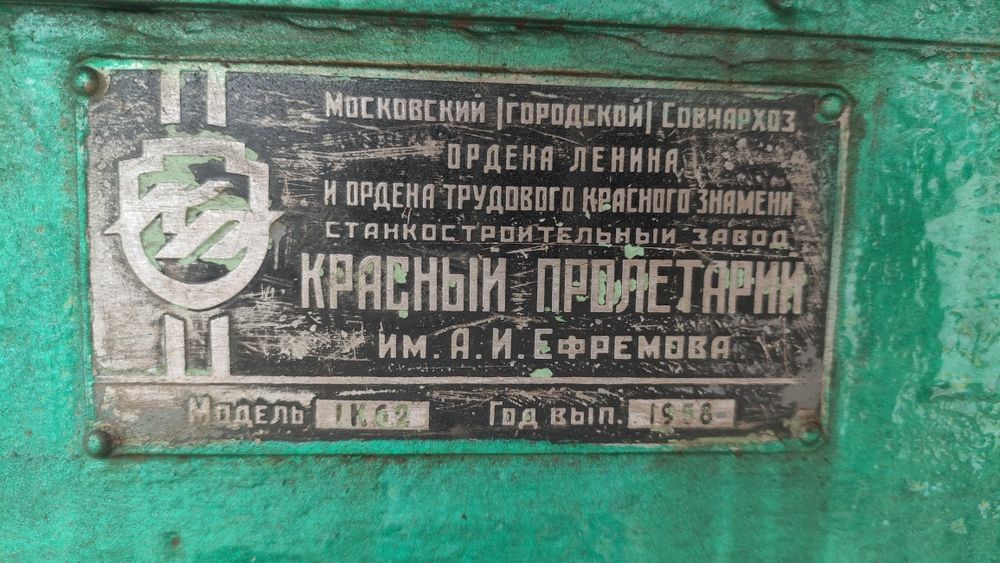 Московский (городской) Совнархоз
ОРДЕНА ЛЕНИНА
И ОРДЕНА ТРУДОВОГО КРАСНОГО ЗНАМЕНИ
СТАНКОСТРОИТЕЛЬНЫЙ ЗАВОД
КРАСНЫЙ ПРОЛЕТАРИЙ
ИМ. А. И. ЕФРЕМОВА
Модель 1К62 Год вып. 1958